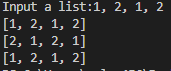 Input a list:1, 2, 1, 2
[1, 2, 1, 2]
[2, 1, 2, 1]
[1, 2, 1, 2]